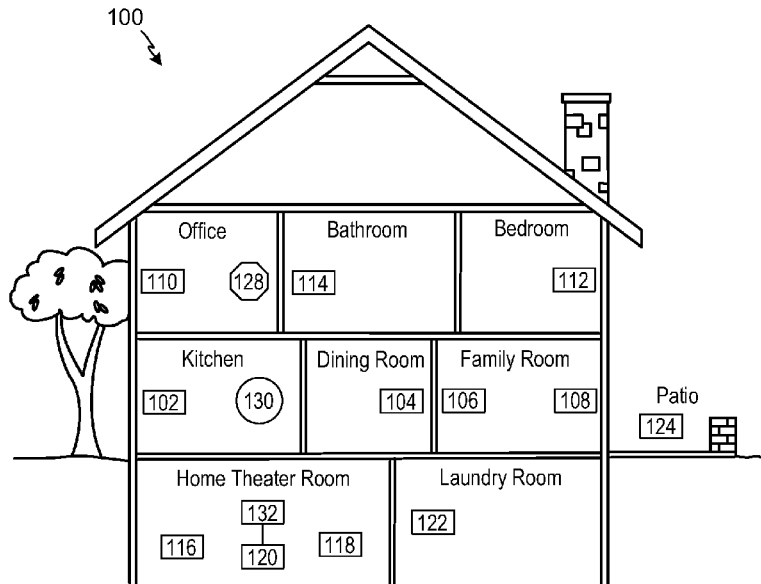 100
Office Bathroom Bedroom
110 128 114 112
Kitchen Dining Room Family Room
102 130 104 106 108
Patio
124
Home Theater Room Laundry Room
132
116 120 118 122